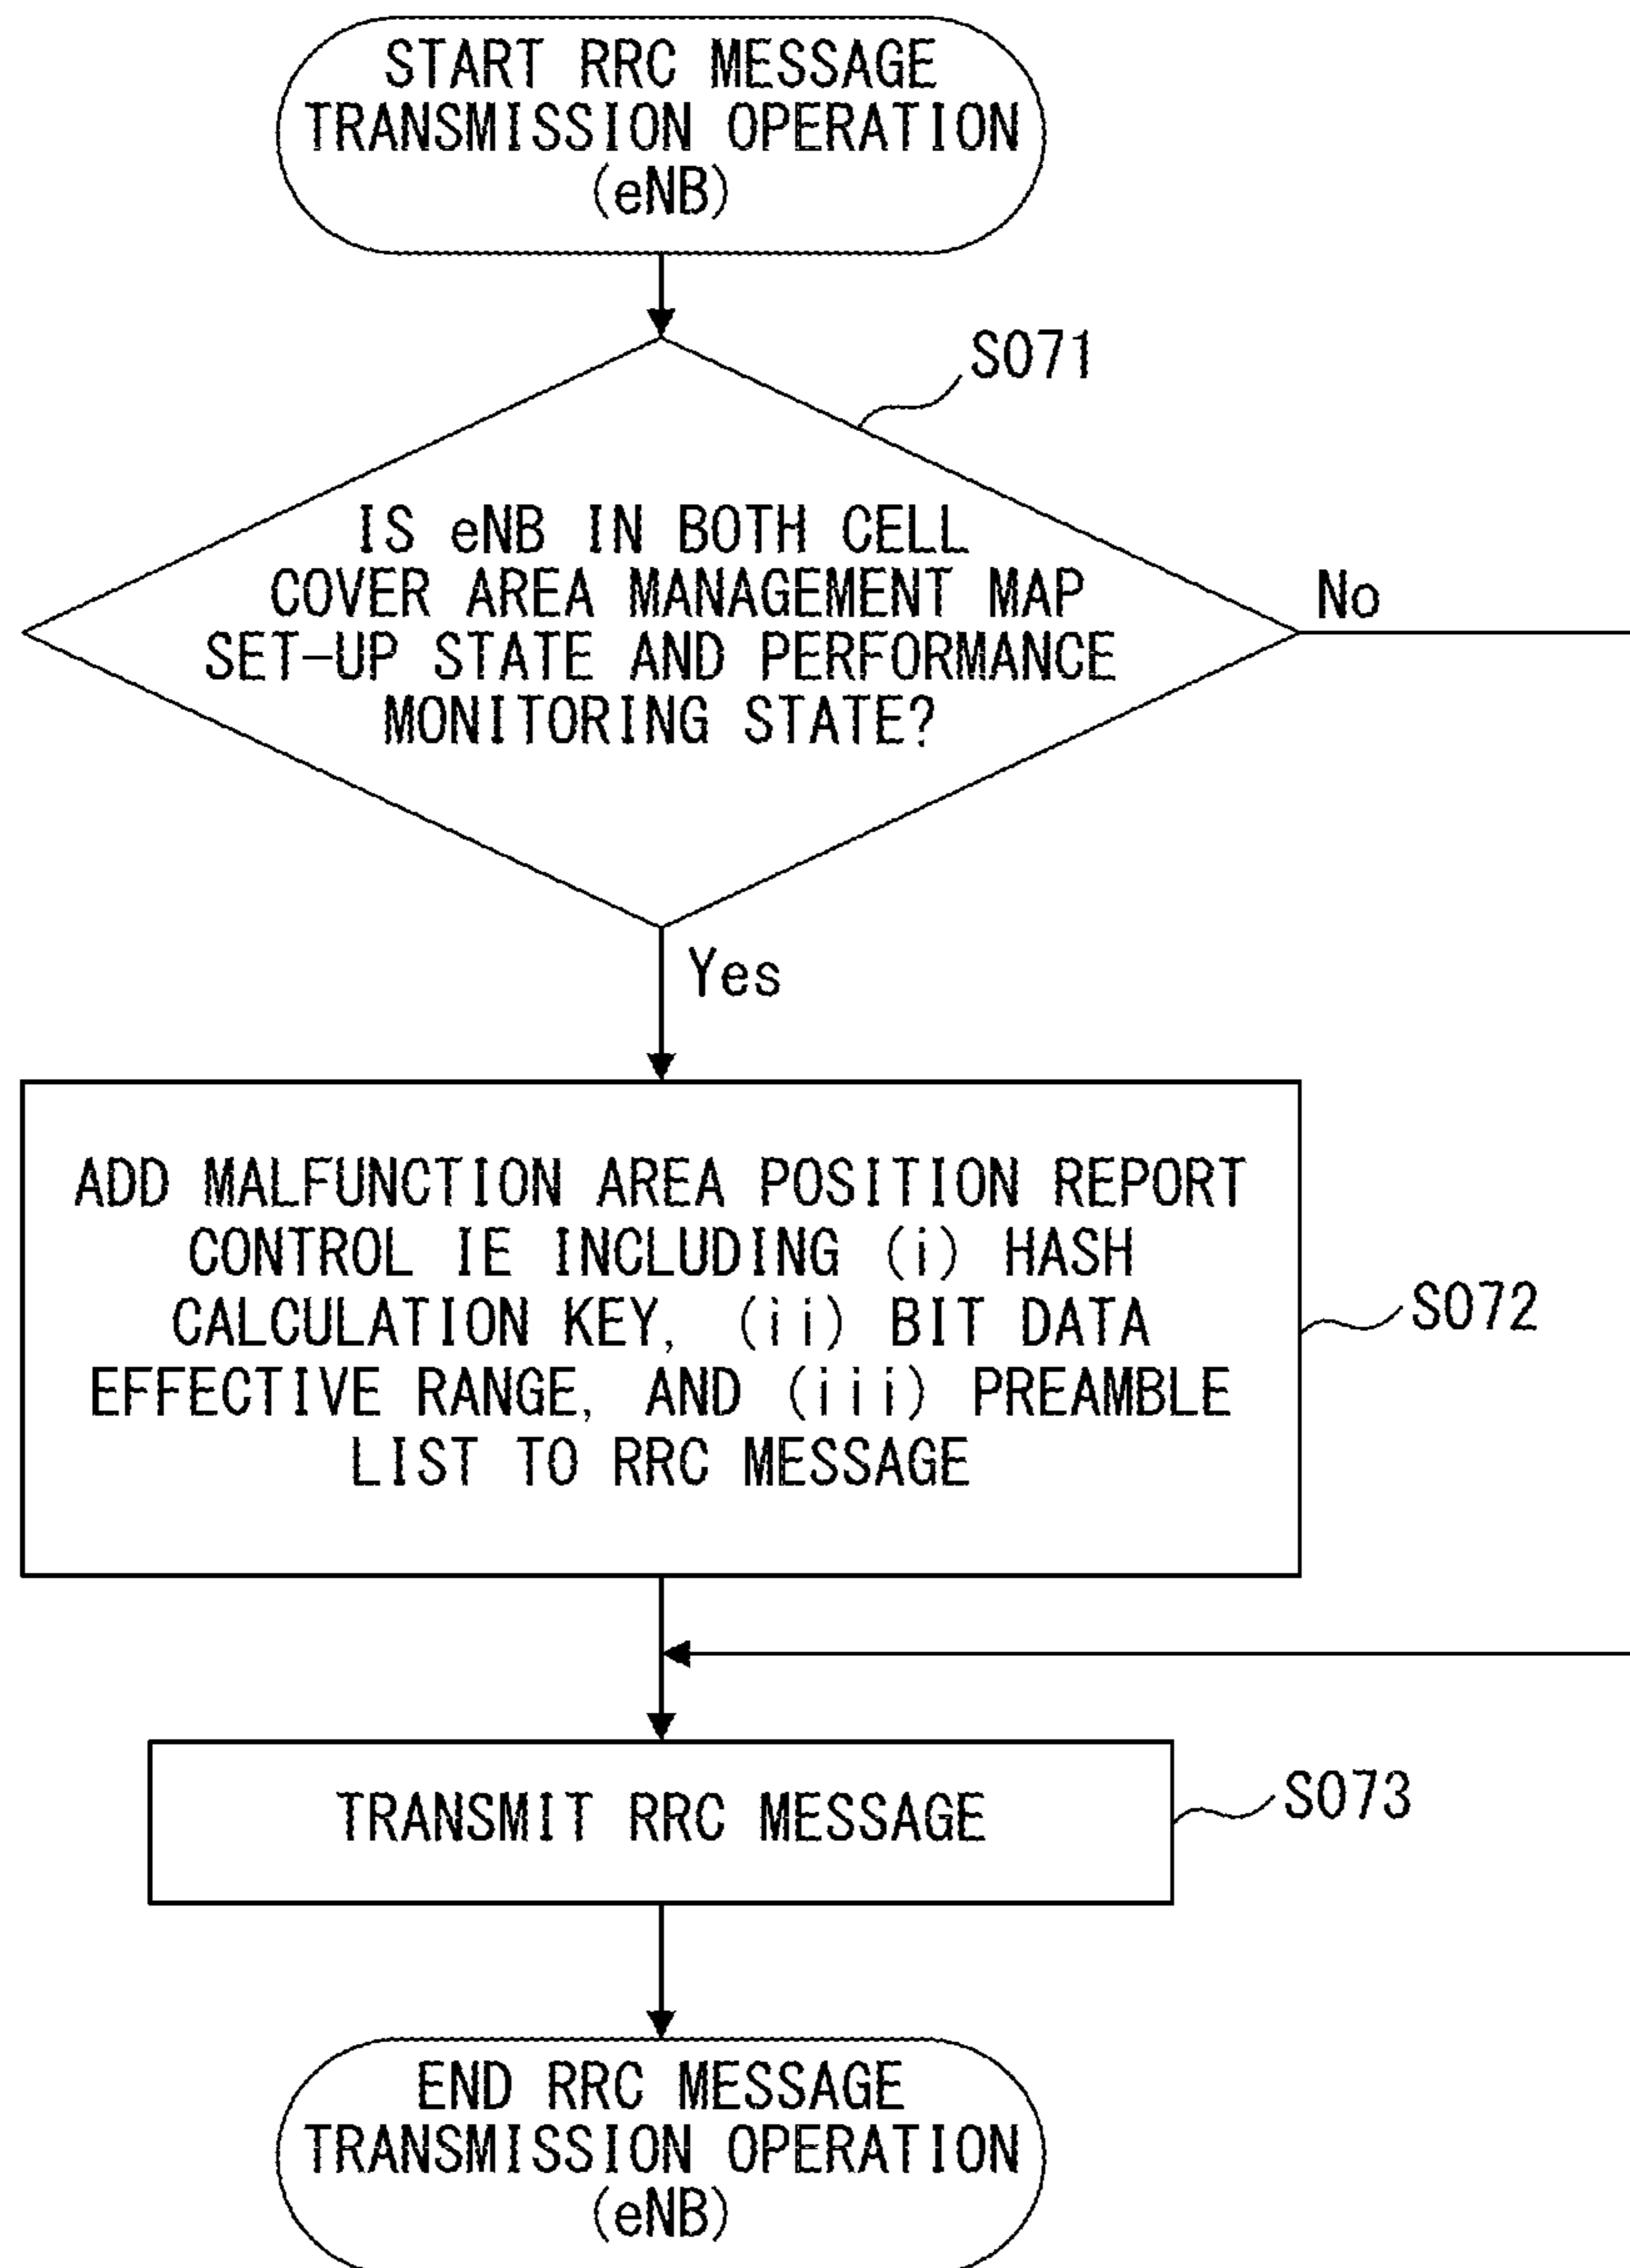 START RRC MESSAGE
TRANSMISSION OPERATION
(eNB)
S071
IS eNB IN BOTH CELL
COVER AREA MANAGEMENT MAP
SET-UP STATE AND PERFORMANCE
MONITORING STATE?
No
Yes
ADD MALFUNCTION AREA POSITION REPORT
CONTROL IE INCLUDING (i) HASH
CALCULATION KEY, (ii) BIT DATA
EFFECTIVE RANGE, AND (iii) PREAMBLE
LIST TO RRC MESSAGE
S072
TRANSMIT RRC MESSAGE
S073
END RRC MESSAGE
TRANSMISSION OPERATION
(eNB)